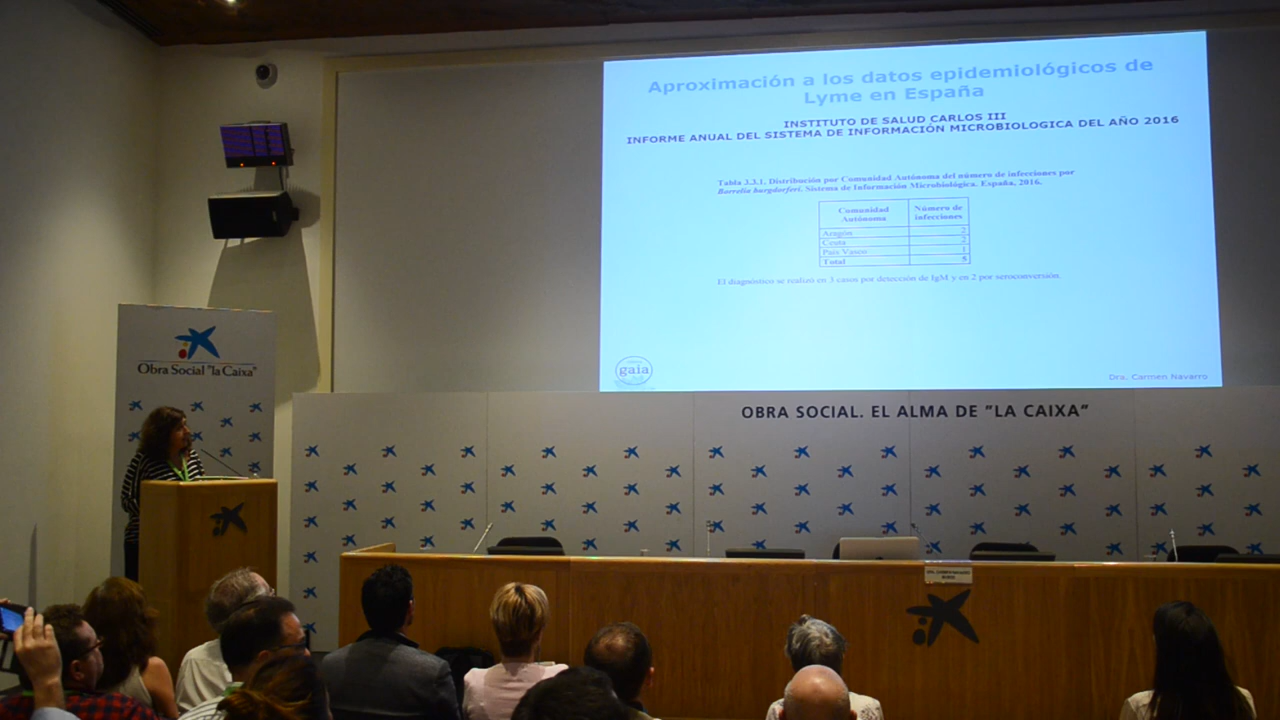 Aproximación a los datos epidemiológicos de
Lyme en España
INSTITUTO DE SALUD CARLOS III
INFORME ANUAL DEL SISTEMA DE INFORMACIÓN MICROBIOLOGICA DEL AÑO 2016
Tabla 3.3.1. Distribución por Comunidad Autónoma del número de infecciones por
Borrelia burgdorferi. Sistema de Información Microbiológica. España, 2016.
Comunidad Autónoma Número de infecciones
Aragón 2
Ceuta 2
País Vasco 1
Total 5
El diagnóstico se realizó en 3 casos por detección de IgM y en 2 por seroconversión.
gaia
Dra. Carmen Navarro
Obra Social "la Caixa"
OBRA SOCIAL. EL ALMA DE "LA CAIXA"